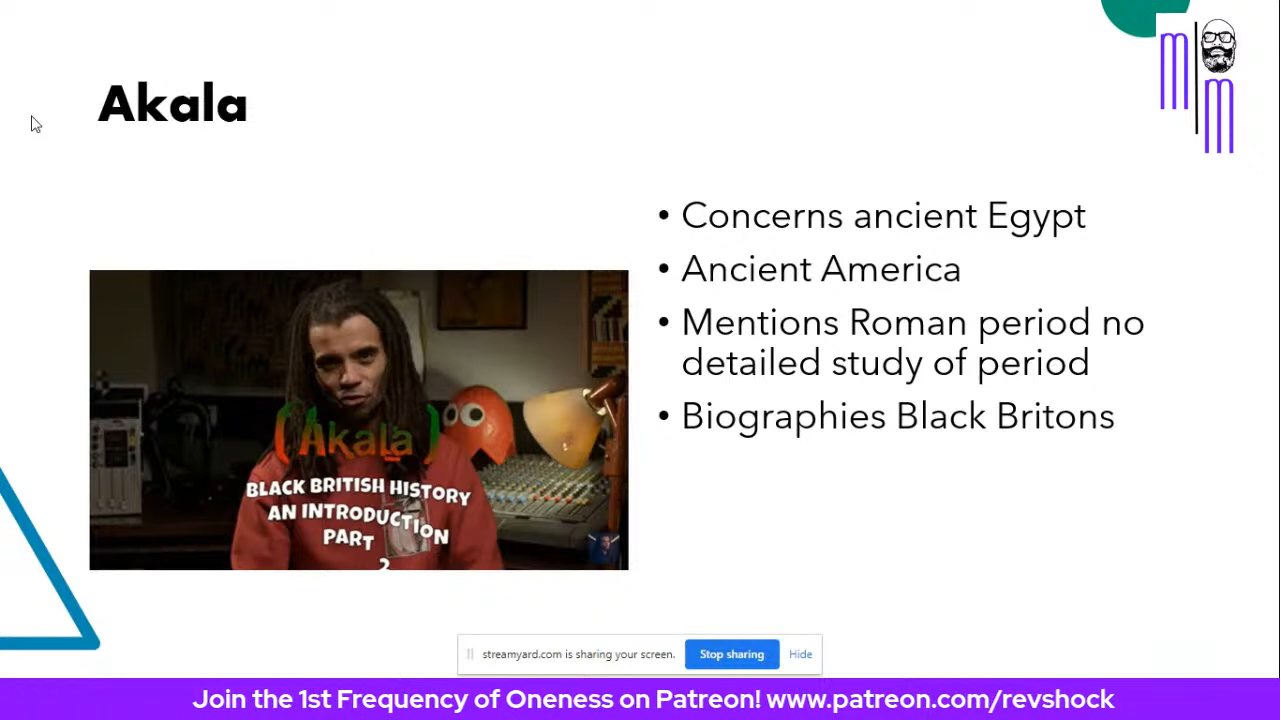 Akala
• Concerns ancient Egypt
• Ancient America
• Mentions Roman period no
detailed study of period
• Biographies Black Britons
(Akala)
BLACK BRITISH HISTORY
AN INTRODUCTION
PART
2
streamyard.com is sharing your screen.
Stop sharing
Hide
Join the 1st Frequency of Oneness on Patreon! www.patreon.com/revshock